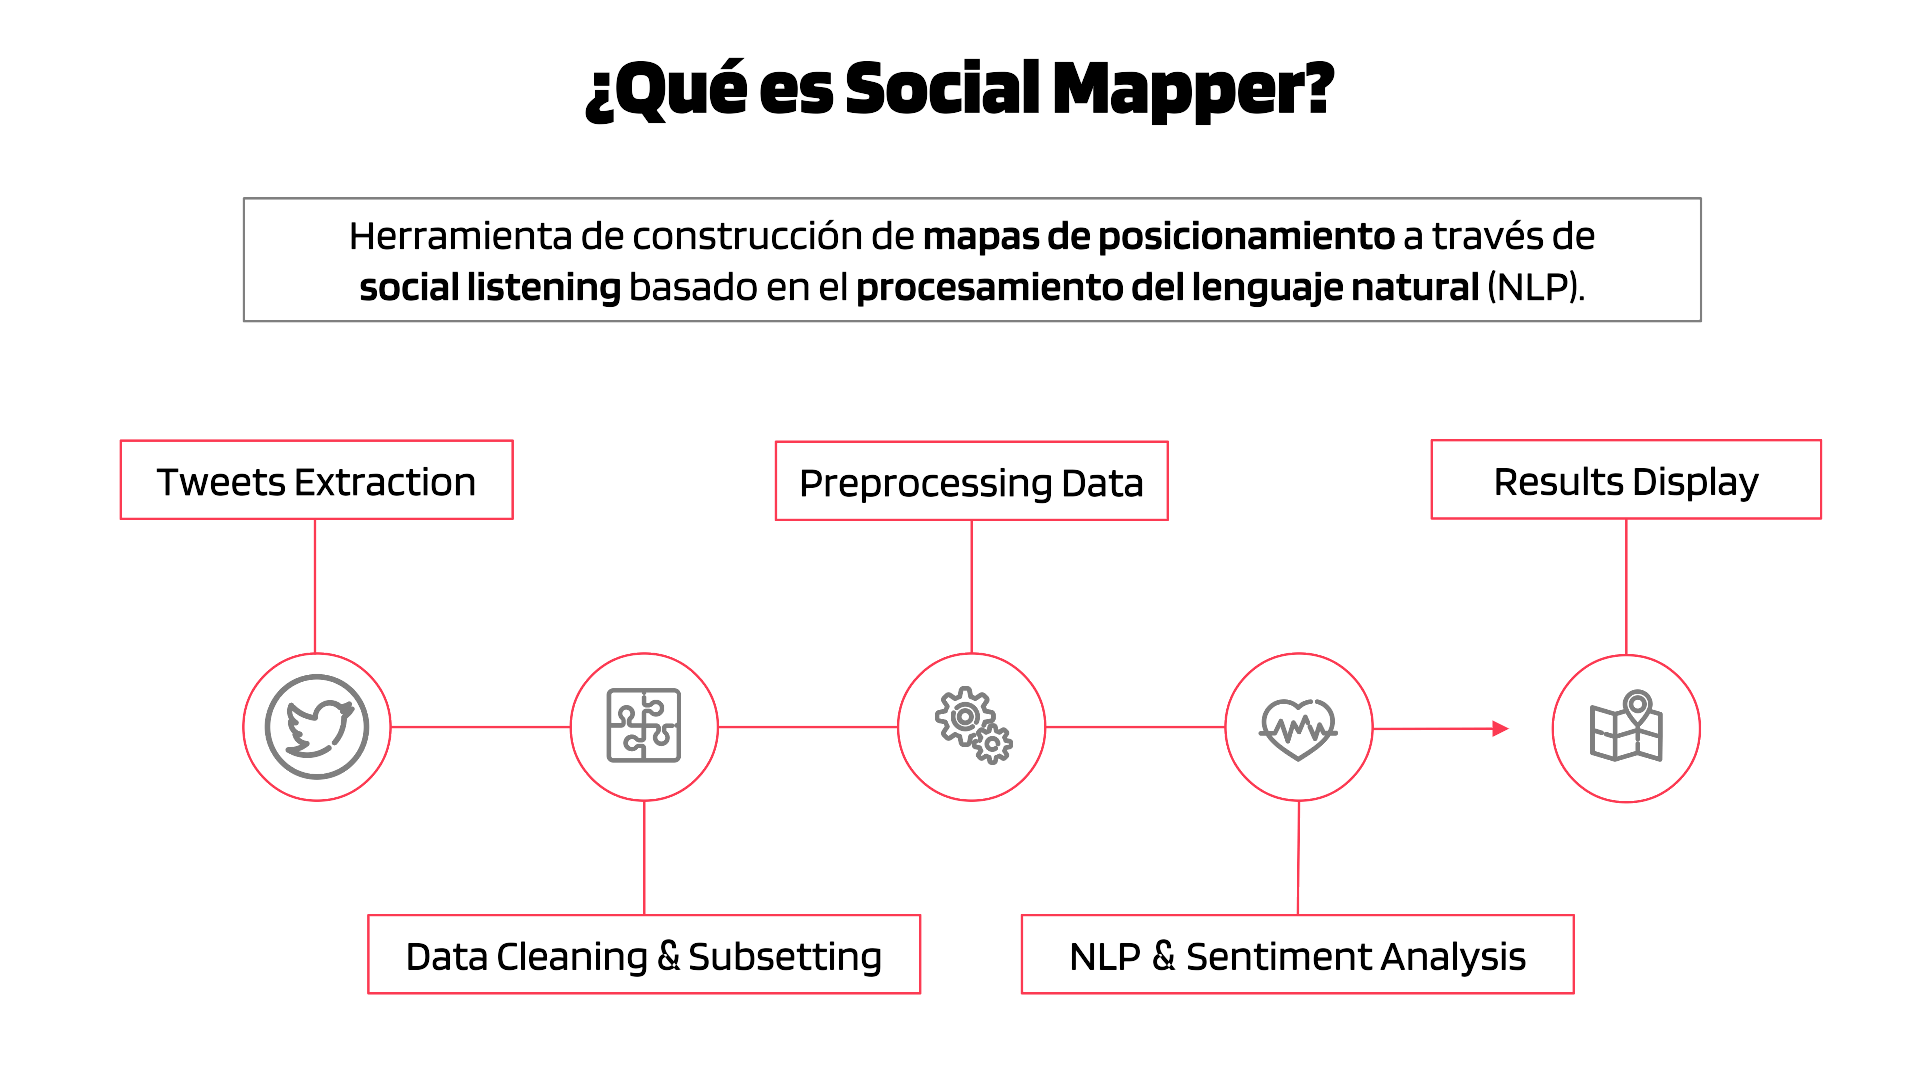 ¿Qué es Social Mapper?
Herramienta de construcción de mapas de posicionamiento a través de
social listening basado en el procesamiento del lenguaje natural (NLP).
Tweets Extraction
Preprocessing Data
Results Display
Data Cleaning & Subsetting
NLP & Sentiment Analysis